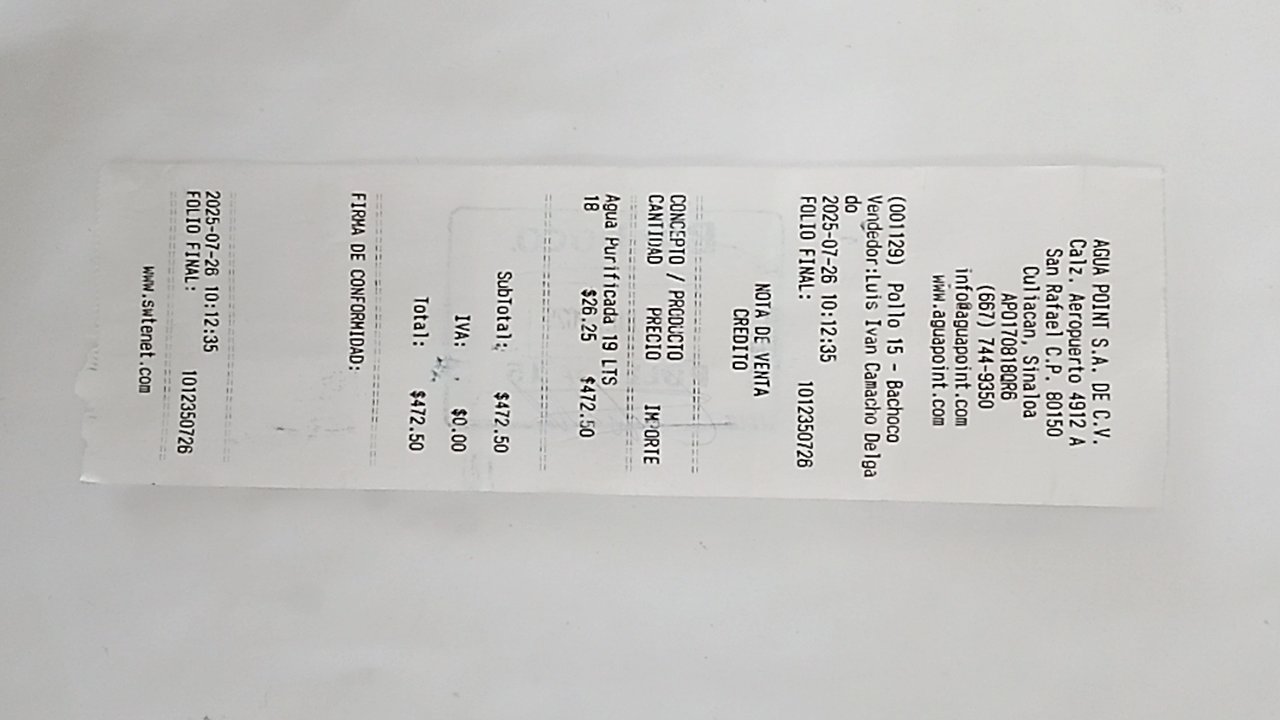 AGUA POINT S.A. DE C.V.
Calz. Aeropuerto 4912 A
San Rafael C.P. 80150
Culiacan, Sinaloa
APO170818QR6
(667) 744-9350
info@aguapoint.com
www.aguapoint.com
(001129) Pollo 15 - Bachoco
Vendedor:Luis Ivan Camacho Delga
do
2025-07-26 10:12:35
FOLIO FINAL: 1012350726
NOTA DE VENTA
CREDITO
CONCEPTO / PRODUCTO
CANTIDAD PRECIO IMPORTE
Agua Purificada 19 LTS
18 $26.25 $472.50
SubTotal: $472.50
IVA: $0.00
Total: $472.50
FIRMA DE CONFORMIDAD:
2025-07-26 10:12:35
FOLIO FINAL: 1012350726
www.swtenet.com